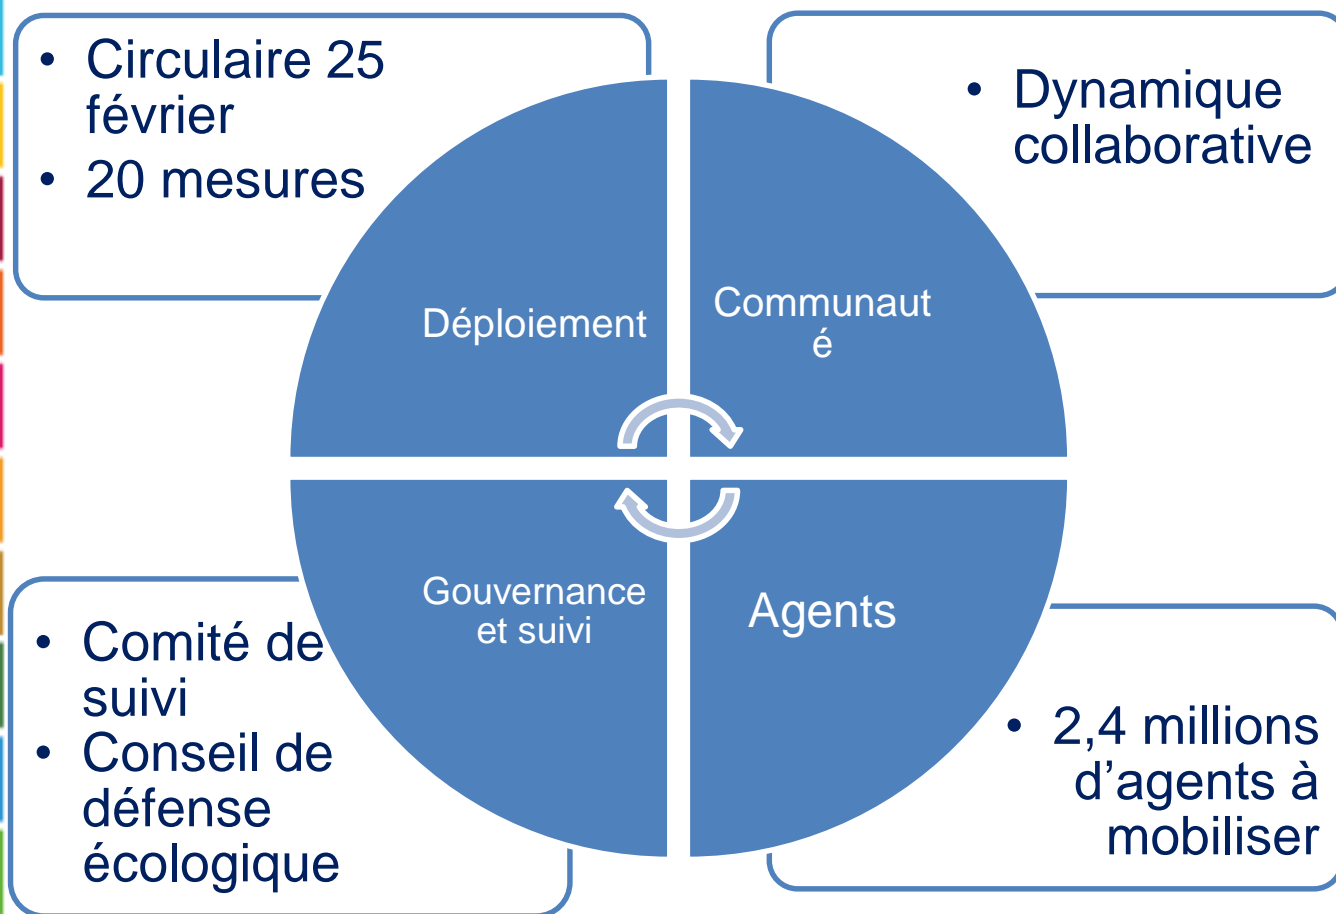 • Circulaire 25
février
• 20 mesures
• Dynamique
collaborative
Déploiement
Communaut
é
Gouvernance
et suivi
Agents
• Comité de
suivi
• Conseil de
défense
écologique
• 2,4 millions
d’agents à
mobiliser